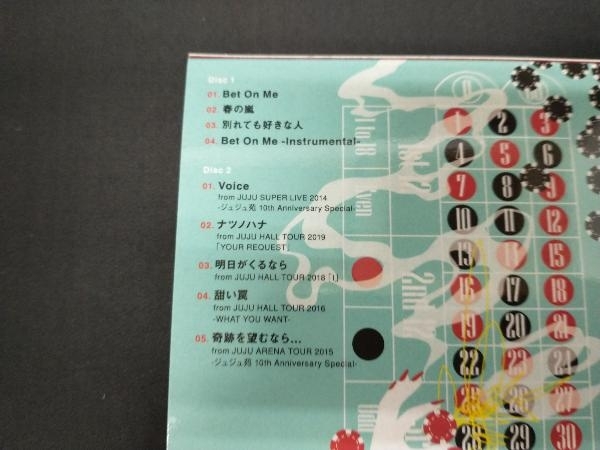 Disc 1
01. Bet On Me
02. 春の嵐
03. 別れても好きな人
04. Bet On Me -Instrumental-
Disc 2
01. Voice
from JUJU SUPER LIVE 2014
-ジュジュ苑 10th Anniversary Special-
02. ナツノハナ
from JUJU HALL TOUR 2019
「YOUR REQUEST」
03. 明日がくるなら
from JUJU HALL TOUR 2018「I」
04. 甜い罠
from JUJU HALL TOUR 2016
-WHAT YOU WANT-
05. 奇跡を望むなら...
from JUJU ARENA TOUR 2015
-ジュジュ苑 10th Anniversary Special-
1 to 18
1 2 3
4 5 6
7 8 9
10 11 12
13 15
16 17 18
19 20 21
22 23 24
25 26 27
28 29 30